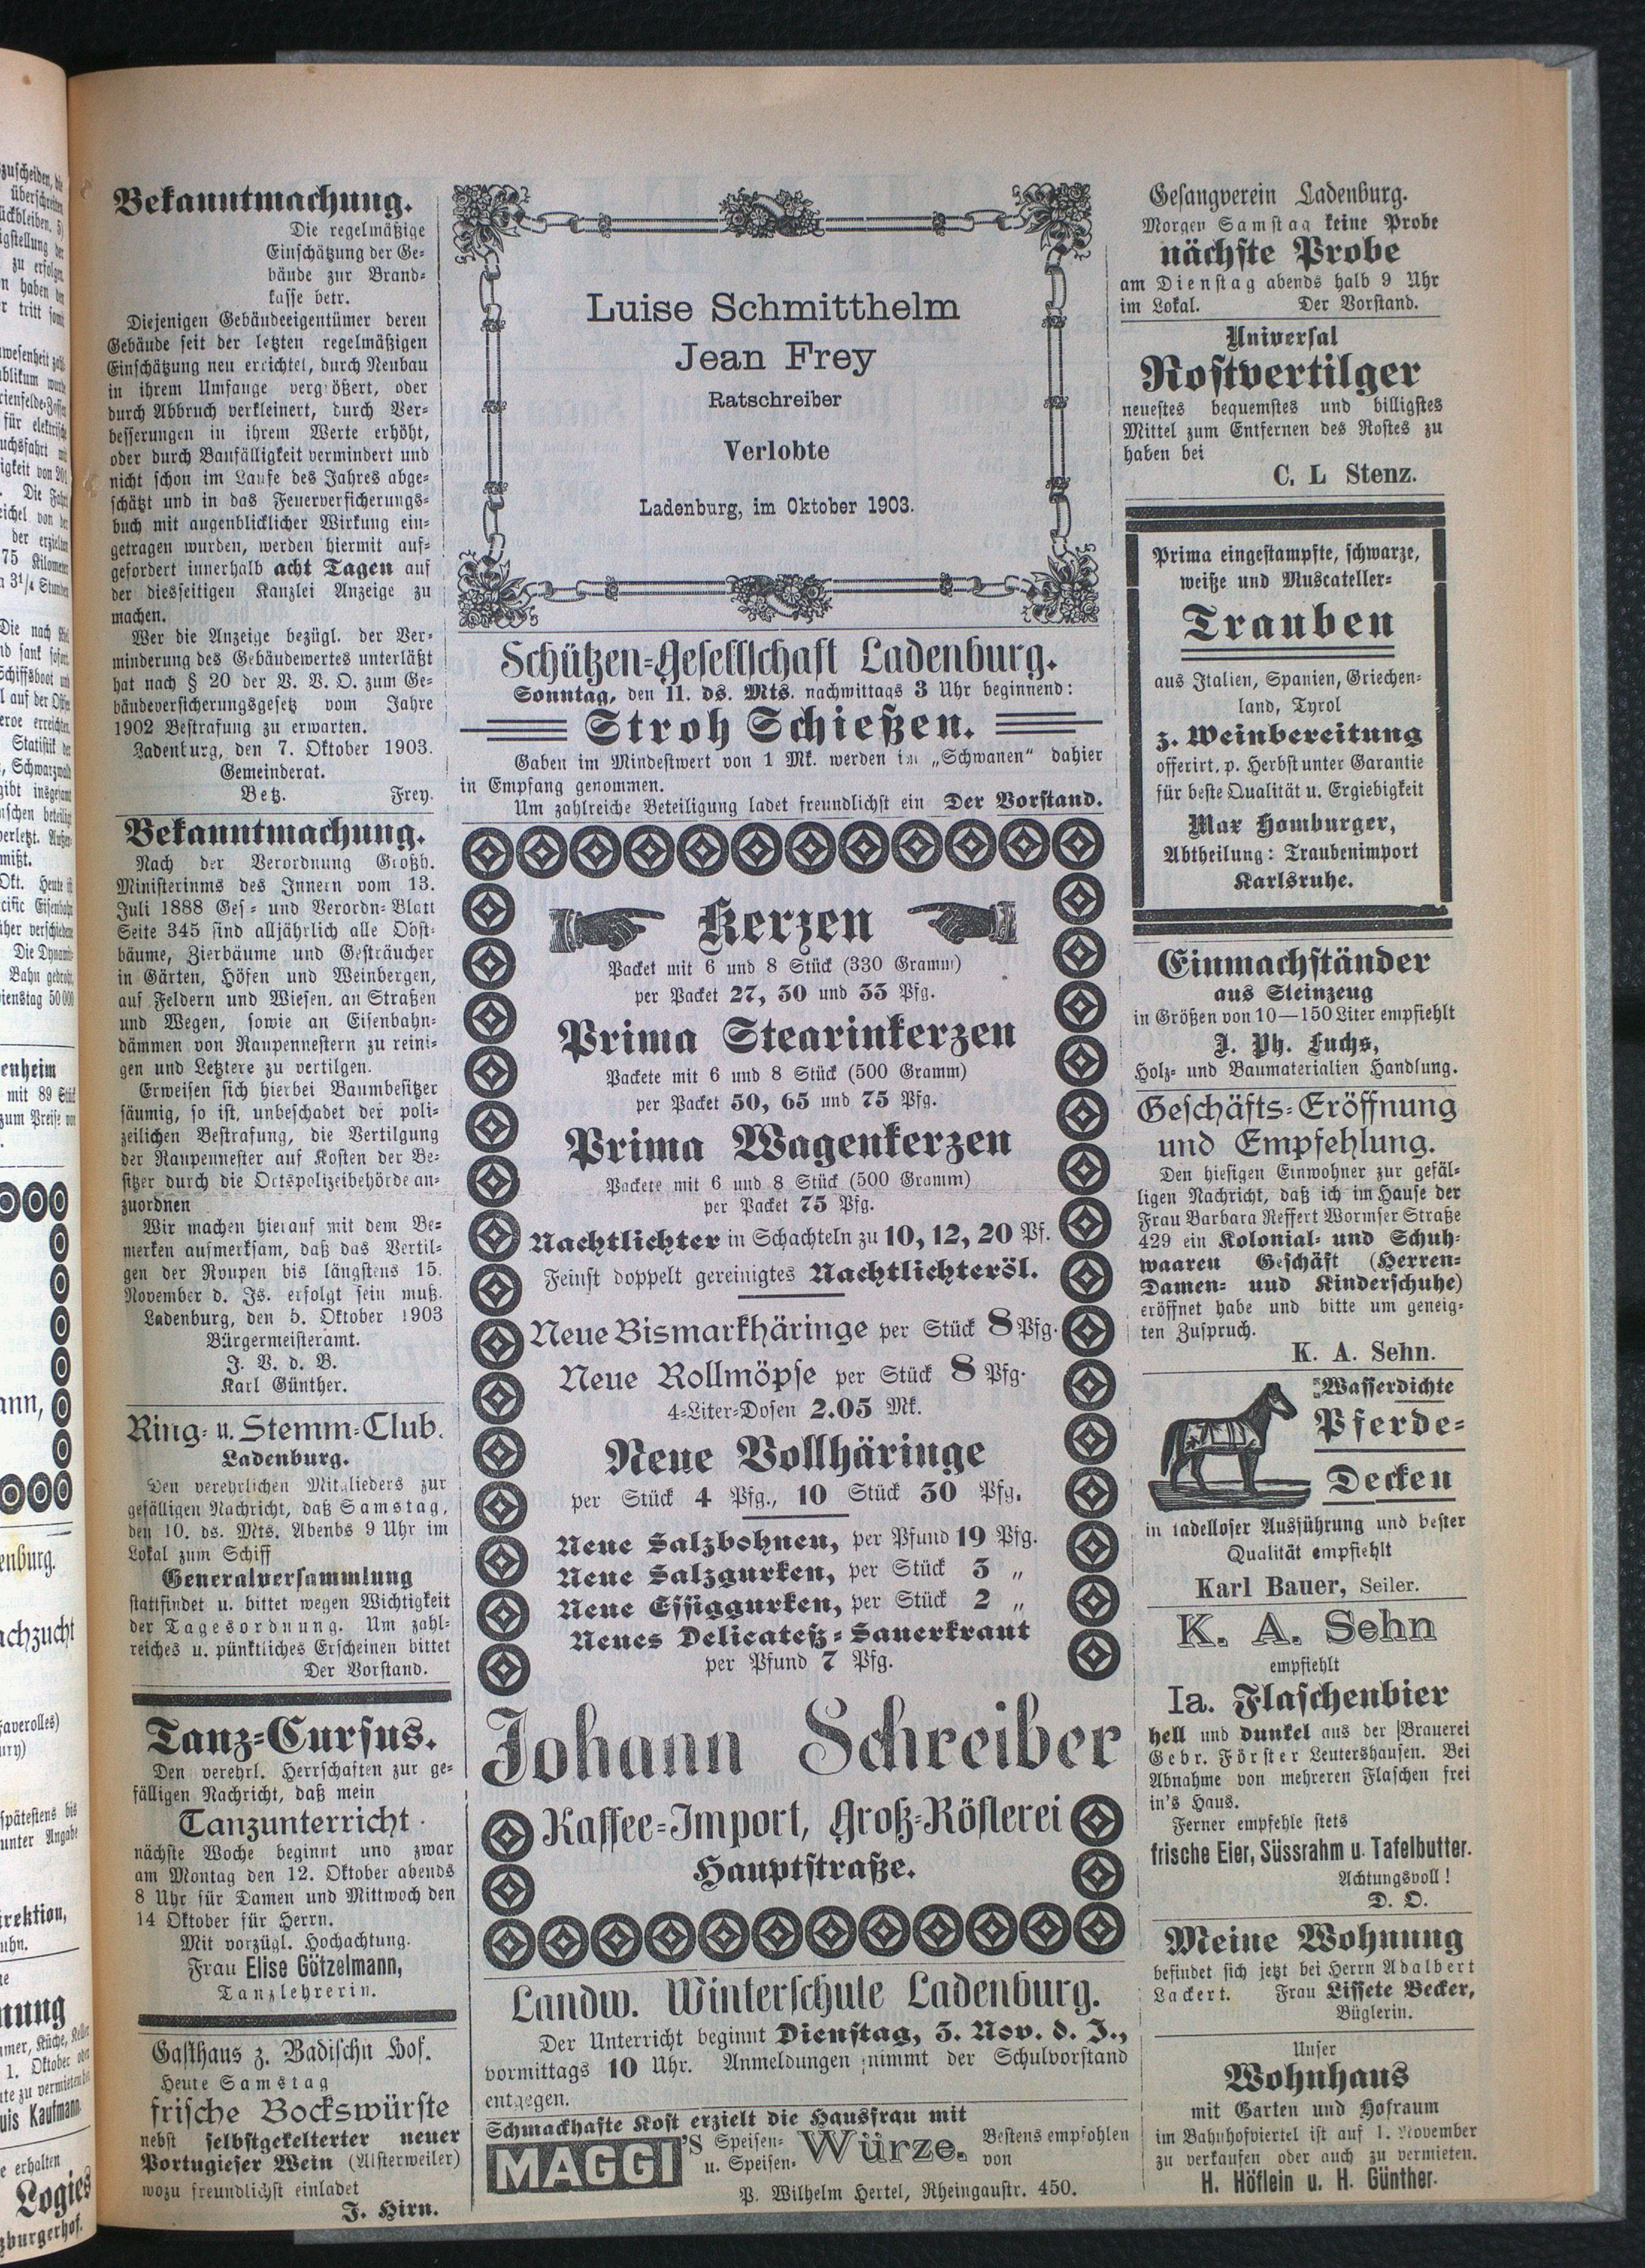 Bekanntmachung.
Die regelmäßige
Einschätzung der Ge-
bäude zur Brand-
kasse betr.
Diejenigen Gebäudeeigentümer deren
Gebäude seit der letzten regelmäßigen
Einschätzung neu errichtet, durch Neubau
in ihrem Umfange vergrößert, oder
durch Abbruch verkleinert, durch Ver-
besserungen in ihrem Werte erhöht,
oder durch Baufälligkeit vermindert und
nicht schon im Laufe des Jahres abge-
schätzt und in das Feuerversicherungs-
buch mit augenblicklicher Wirkung ein-
getragen wurden, werden hiermit auf-
gefordert innerhalb acht Tagen auf
der diesseitigen Kanzlei Anzeige zu
machen.
Wer die Anzeige bezügl. der Ver-
minderung des Gebäudewertes unterläßt
hat nach § 20 der V. V. O. zum Ge-
bäudeversicherungsgesetz vom Jahre
1902 Bestrafung zu erwarten.
Ladenburg, den 7. Oktober 1903.
Gemeinderat.
Betz. Frey.
Bekanntmachung.
Nach der Verordnung Großh.
Ministeriums des Innern vom 13.
Juli 1888 Ges- und Verordn-Blatt
Seite 345 sind alljährlich alle Obst-
bäume, Zierbäume und Gesträucher
in Gärten, Höfen und Weinbergen,
auf Feldern und Wiesen, an Straßen
und Wegen, sowie an Eisenbahn-
dämmen von Raupennestern zu reini-
gen und Letztere zu vertilgen.
Erweisen sich hierbei Baumbesitzer
säumig, so ist, unbeschadet der poli-
zeilichen Bestrafung, die Vertilgung
der Raupennester auf Kosten der Be-
sitzer durch die Ortspolizeibehörde an-
zuordnen
Wir machen hierauf mit dem Be-
merken aufmerksam, daß das Vertil-
gen der Roupen bis längstens 15.
November d. Js. erfolgt sein muß.
Ladenburg, den 5. Oktober 1903
Bürgermeisteramt.
J. V. d. B.
Karl Günther.
Ring- u. Stemm-Club.
Ladenburg.
Den verehrlichen Mitglieders zur
gefälligen Nachricht, daß Samstag,
den 10. ds. Mts. Abends 9 Uhr im
Lokal zum Schiff
Generalversammlung
stattfindet u. bittet wegen Wichtigkeit
der Tagesordnung. Um zahl-
reiches u. pünktliches Erscheinen bittet
Der Vorstand.
Tanz-Cursus.
Den verehrl. Herrschaften zur ge-
fälligen Nachricht, daß mein
Tanzunterricht
nächste Woche beginnt und zwar
am Montag den 12. Oktober abends
8 Uhr für Damen und Mittwoch den
14 Oktober für Herrn.
Mit vorzügl. Hochachtung.
Frau Elise Götzelmann,
Tanzlehrerin.
Gasthaus z. Badischn Hof.
Heute Samstag
frische Bockswürste
nebst selbstgekelterter neuer
Portugieser Wein (Alsterweiler)
wozu freundlichst einladet
J. Hirn.
Luise Schmitthelm
Jean Frey
Ratschreiber
Verlobte
Ladenburg, im Oktober 1903.
Schützen-Gesellschaft Ladenburg.
Sonntag, den 11. ds. Mts. nachmittags 3 Uhr beginnend:
Stroh Schießen.
Gaben im Mindestwert von 1 Mk. werden im „Schwanen“ dahier
in Empfang genommen.
Um zahlreiche Beteiligung ladet freundlichst ein Der Vorstand.
Kerzen
Packet mit 6 und 8 Stück (330 Gramm)
per Packet 27, 30 und 35 Pfg.
Prima Stearinkerzen
Packete mit 6 und 8 Stück (500 Gramm)
per Packet 50, 65 und 75 Pfg.
Prima Wagenkerzen
Packete mit 6 und 8 Stück (500 Gramm)
per Packet 75 Pfg.
Nachtlichter in Schachteln zu 10, 12, 20 Pf.
Feinst doppelt gereinigtes Nachtlichteröl.
Neue Bismarkhäringe per Stück 8 Pfg.
Neue Rollmöpse per Stück 8 Pfg.
4-Liter-Dosen 2.05 Mk.
Neue Vollhäringe
per Stück 4 Pfg., 10 Stück 30 Pfg.
Neue Salzbohnen, per Pfund 19 Pfg.
Neue Salzgurken, per Stück 3 „
Neue Essiggurken, per Stück 2 „
Neues Delicateß-Sauerkraut
per Pfund 7 Pfg.
Johann Schreiber
Kaffee-Import, Groß-Rösterei
Hauptstraße.
Landw. Winterschule Ladenburg.
Der Unterricht beginnt Dienstag, 3. Nov. d. J.,
vormittags 10 Uhr. Anmeldungen nimmt der Schulvorstand
entgegen.
Schmackhafte Kost erzielt die Hausfrau mit
MAGGI'S Speisen- u. Speisen- Würze. Bestens empfohlen von
P. Wilhelm Hertel, Rheingaustr. 450.
Gesangverein Ladenburg.
Morgen Samstag keine Probe
nächste Probe
am Dienstag abends halb 9 Uhr
im Lokal. Der Vorstand.
Universal
Rostvertilger
neuestes bequemstes und billigstes
Mittel zum Entfernen des Rostes zu
haben bei
C. L Stenz.
Prima eingestampfte, schwarze,
weiße und Muscateller-
Trauben
aus Italien, Spanien, Griechen-
land, Tyrol
z. Weinbereitung
offerirt, p. Herbst unter Garantie
für beste Qualität u. Ergiebigkeit
Max Homburger,
Abtheilung: Traubenimport
Karlsruhe.
Einmachständer
aus Steinzeug
in Größen von 10—150 Liter empfiehlt
J. Ph. Fuchs,
Holz- und Baumaterialien Handlung.
Geschäfts-Eröffnung
und Empfehlung.
Den hiesigen Einwohner zur gefäl-
ligen Nachricht, daß ich im Hause der
Frau Barbara Reffert Wormser Straße
429 ein Kolonial- und Schuh-
waaren Geschäft (Herren-
Damen- und Kinderschuhe)
eröffnet habe und bitte um geneig-
ten Zuspruch.
K. A. Sehn.
Wasserdichte
Pferde-
Decken
in tadelloser Ausführung und bester
Qualität empfiehlt
Karl Bauer, Seiler.
K. A. Sehn
empfiehlt
Ia. Flaschenbier
hell und dunkel aus der Brauerei
Gebr. Förster Leutershausen. Bei
Abnahme von mehreren Flaschen frei
in's Haus.
Ferner empfehle stets
frische Eier, Süssrahm u. Tafelbutter.
Achtungsvoll!
D. O.
Meine Wohnung
befindet sich jetzt bei Herrn Adalbert
Lackert. Frau Lissete Becker,
Büglerin.
Unser
Wohnhaus
mit Garten und Hofraum
im Bahnhofviertel ist auf 1. November
zu verkaufen oder auch zu vermieten.
H. Höflein u. H. Günther.